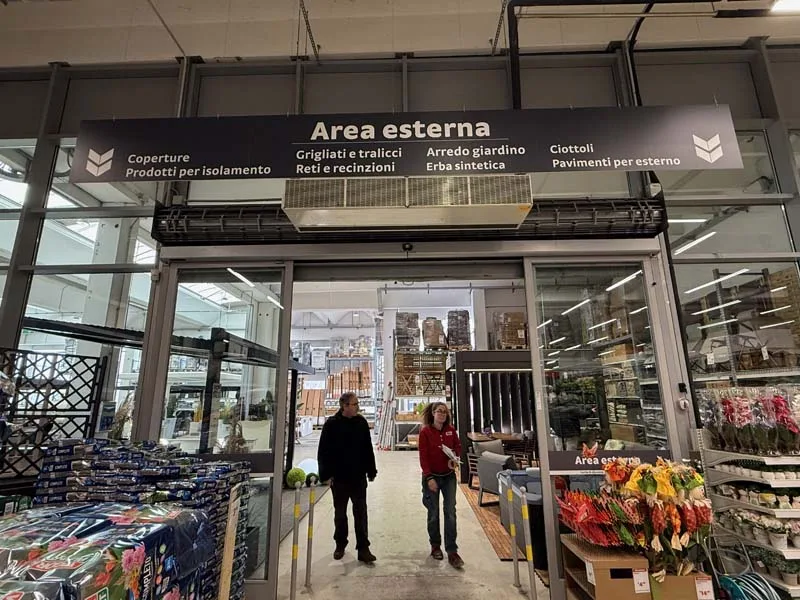 Area esterna
Coperture
Prodotti per isolamento
Grigliati e tralicci
Reti e recinzioni
Arredo giardino
Erba sintetica
Ciottoli
Pavimenti per esterno
Area esterna